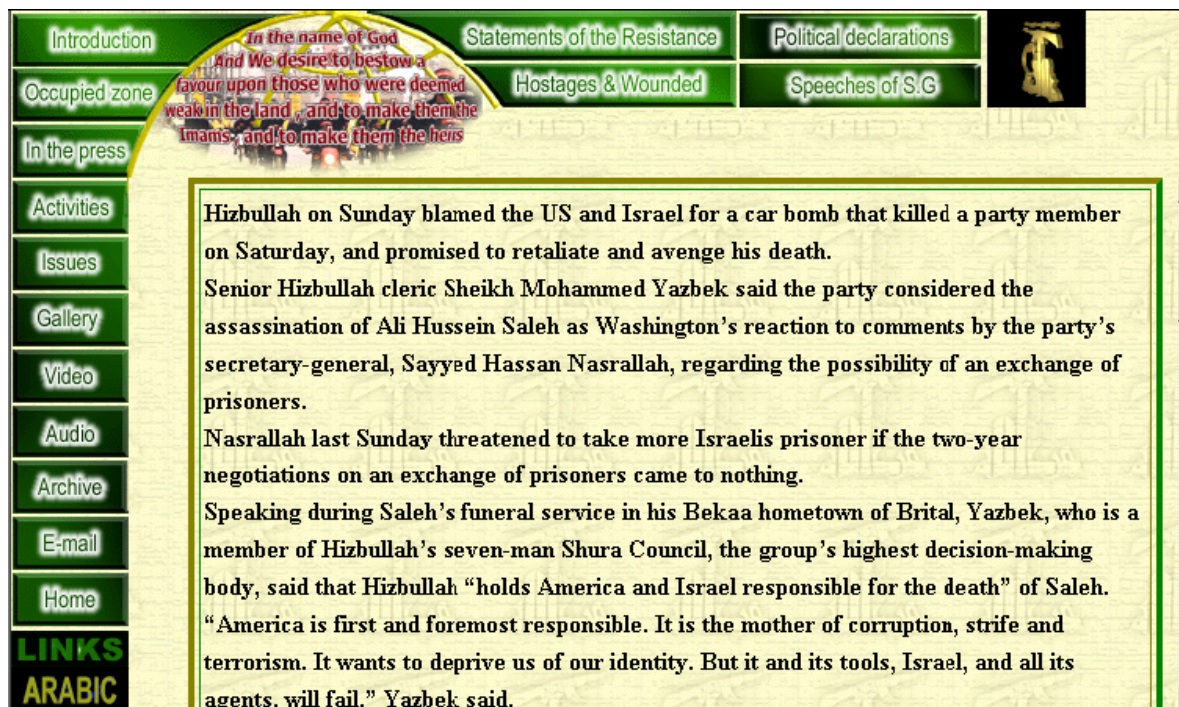 Introduction
Occupied zone
In the press
Activities
Issues
Gallery
Video
Audio
Archive
E-mail
Home
LINKS
ARABIC
In the name of God
And We desire to bestow a
favour upon those who were deemed
weak in the land , and to make them the
Imams , and to make them the heirs
Statements of the Resistance
Political declarations
Hostages & Wounded
Speeches of S.G
Hizbullah on Sunday blamed the US and Israel for a car bomb that killed a party member
on Saturday, and promised to retaliate and avenge his death.
Senior Hizbullah cleric Sheikh Mohammed Yazbek said the party considered the
assassination of Ali Hussein Saleh as Washington’s reaction to comments by the party’s
secretary-general, Sayyed Hassan Nasrallah, regarding the possibility of an exchange of
prisoners.
Nasrallah last Sunday threatened to take more Israelis prisoner if the two-year
negotiations on an exchange of prisoners came to nothing.
Speaking during Saleh’s funeral service in his Bekaa hometown of Brital, Yazbek, who is a
member of Hizbullah’s seven-man Shura Council, the group’s highest decision-making
body, said that Hizbullah “holds America and Israel responsible for the death” of Saleh.
“America is first and foremost responsible. It is the mother of corruption, strife and
terrorism. It wants to deprive us of our identity. But it and its tools, Israel, and all its
agents, will fail,” Yazbek said.